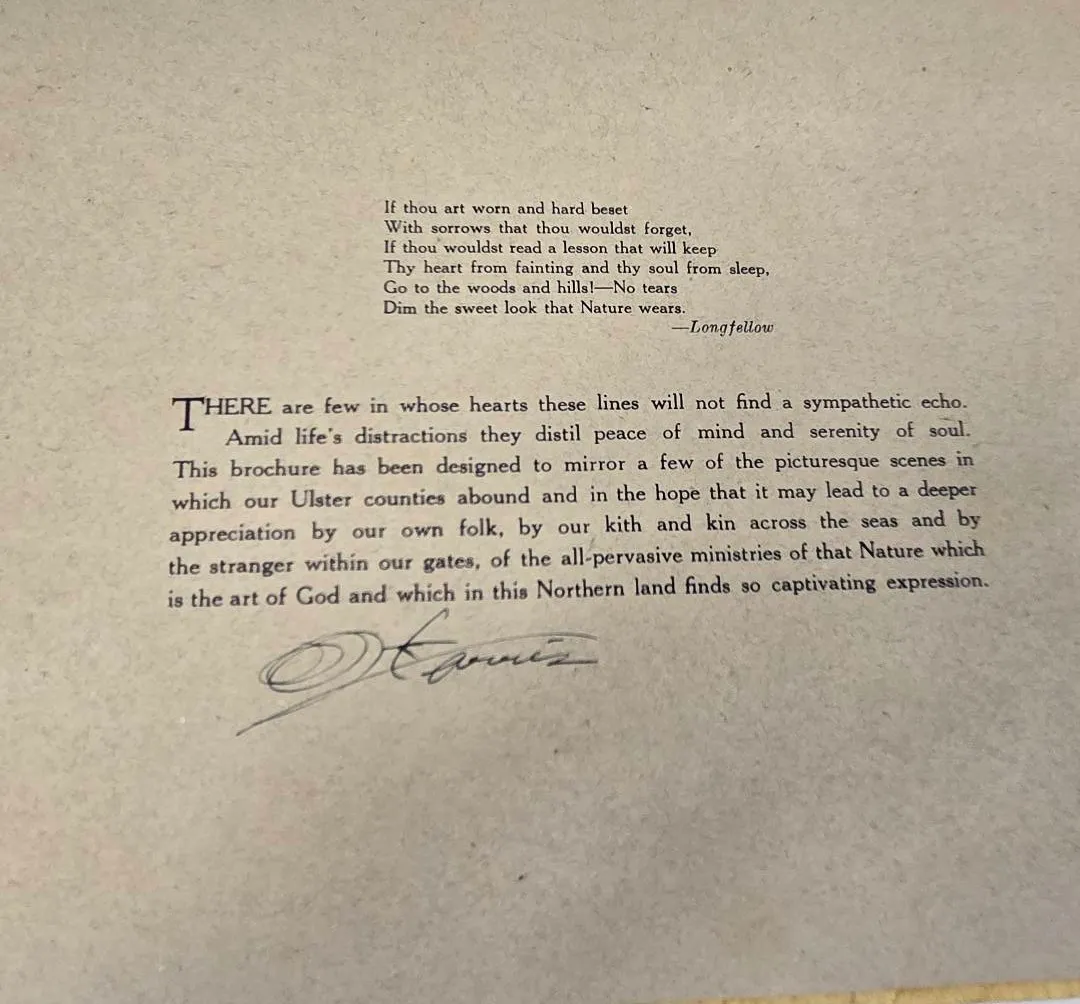 If thou art worn and hard beset
With sorrows that thou wouldst forget,
If thou wouldst read a lesson that will keep
Thy heart from fainting and thy soul from sleep,
Go to the woods and hills!—No tears
Dim the sweet look that Nature wears.
—Longfellow
THERE are few in whose hearts these lines will not find a sympathetic echo.
Amid life's distractions they distil peace of mind and serenity of soul.
This brochure has been designed to mirror a few of the picturesque scenes in
which our Ulster counties abound and in the hope that it may lead to a deeper
appreciation by our own folk, by our kith and kin across the seas and by
the stranger within our gates, of the all-pervasive ministries of that Nature which
is the art of God and which in this Northern land finds so captivating expression.